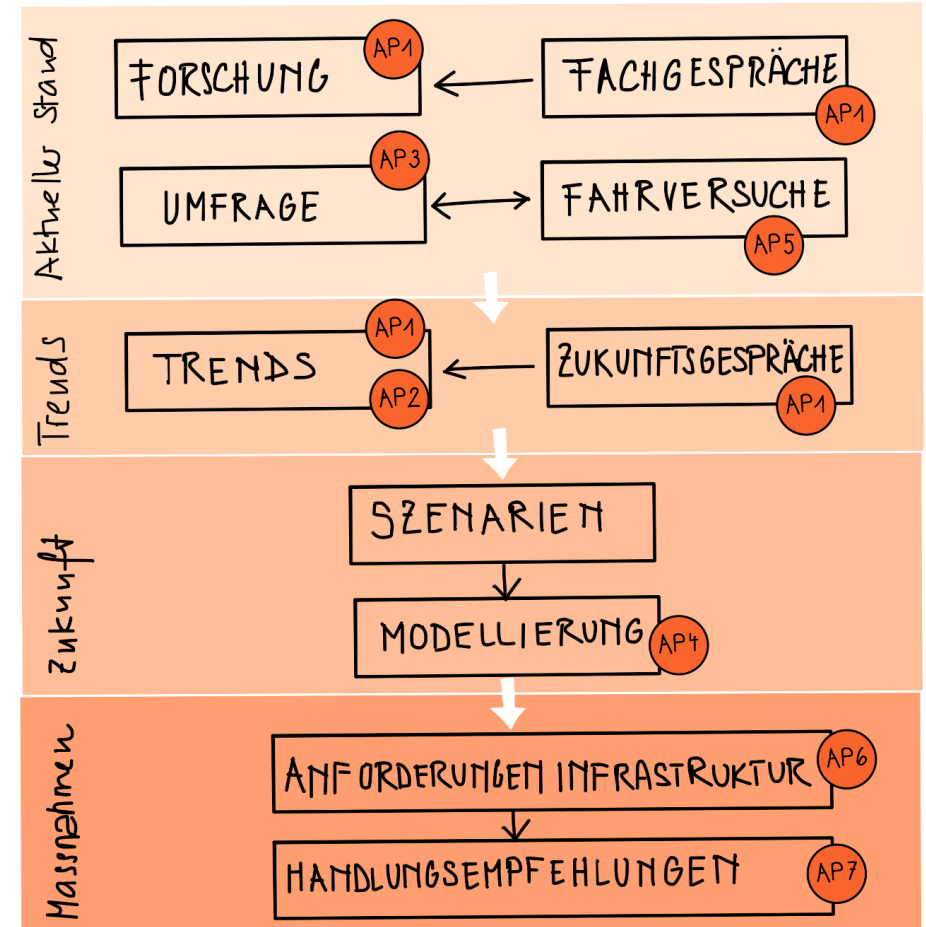 Aktueller Stand
FORSCHUNG
AP1
FACHGESPRÄCHE
AP1
UMFRAGE
AP3
FAHRVERSUCHE
AP5
Trends
TRENDS
AP1
AP2
ZUKUNFTSGESPRÄCHE
AP1
Zukunft
SZENARIEN
MODELLIERUNG
AP4
Massnahmen
ANFORDERUNGEN INFRASTRUKTUR
AP6
HANDLUNGSEMPFEHLUNGEN
AP7